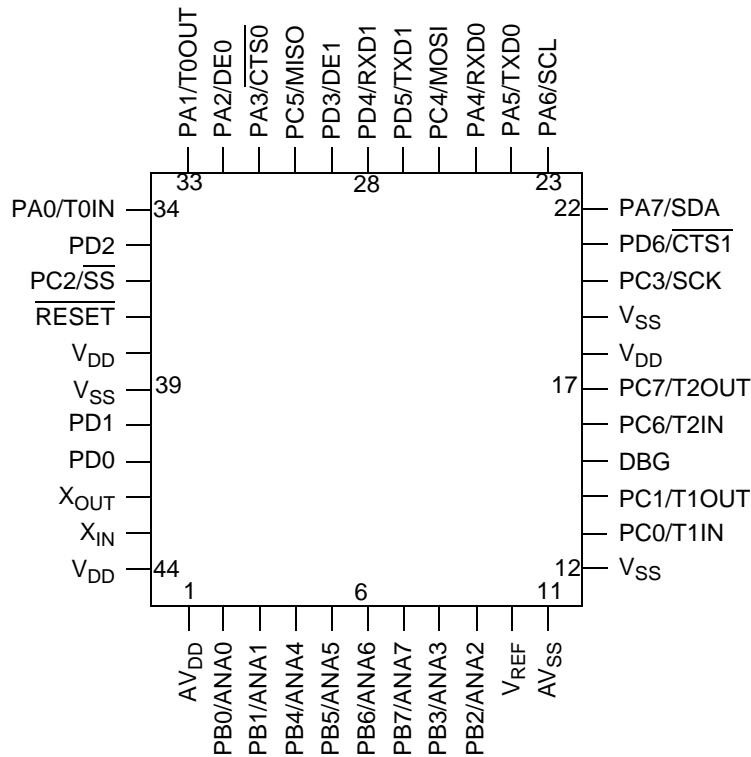 PA1/T0OUT
PA2/DE0
PA3/CTS0
PC5/MISO
PD3/DE1
PD4/RXD1
PD5/TXD1
PC4/MOSI
PA4/RXD0
PA5/TXD0
PA6/SCL
33
28
23
PA0/T0IN
34
22
PA7/SDA
PD2
PD6/CTS1
PC2/SS
PC3/SCK
RESET
VSS
VDD
VDD
VSS
39
17
PC7/T2OUT
PD1
PC6/T2IN
PD0
DBG
XOUT
PC1/T1OUT
XIN
PC0/T1IN
VDD
44
12
VSS
1
6
11
AVDD
PB0/ANA0
PB1/ANA1
PB4/ANA4
PB5/ANA5
PB6/ANA6
PB7/ANA7
PB3/ANA3
PB2/ANA2
VREF
AVSS